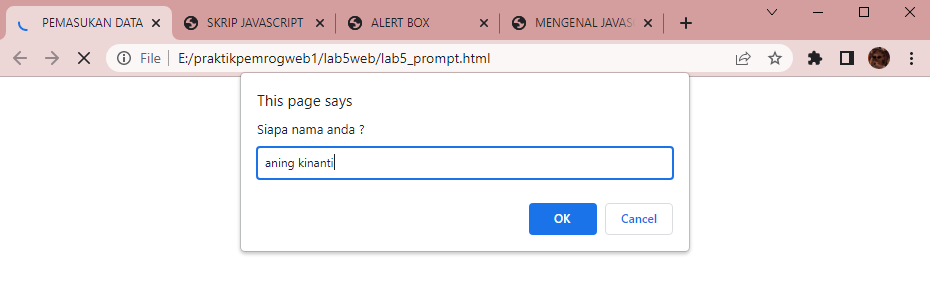 PEMASUKAN DATA
SKRIP JAVASCRIPT
ALERT BOX
MENGENAL JAVAS
File
E:/praktikpemrogweb1/lab5web/lab5_prompt.html
This page says
Siapa nama anda ?
aning kinanti
OK
Cancel